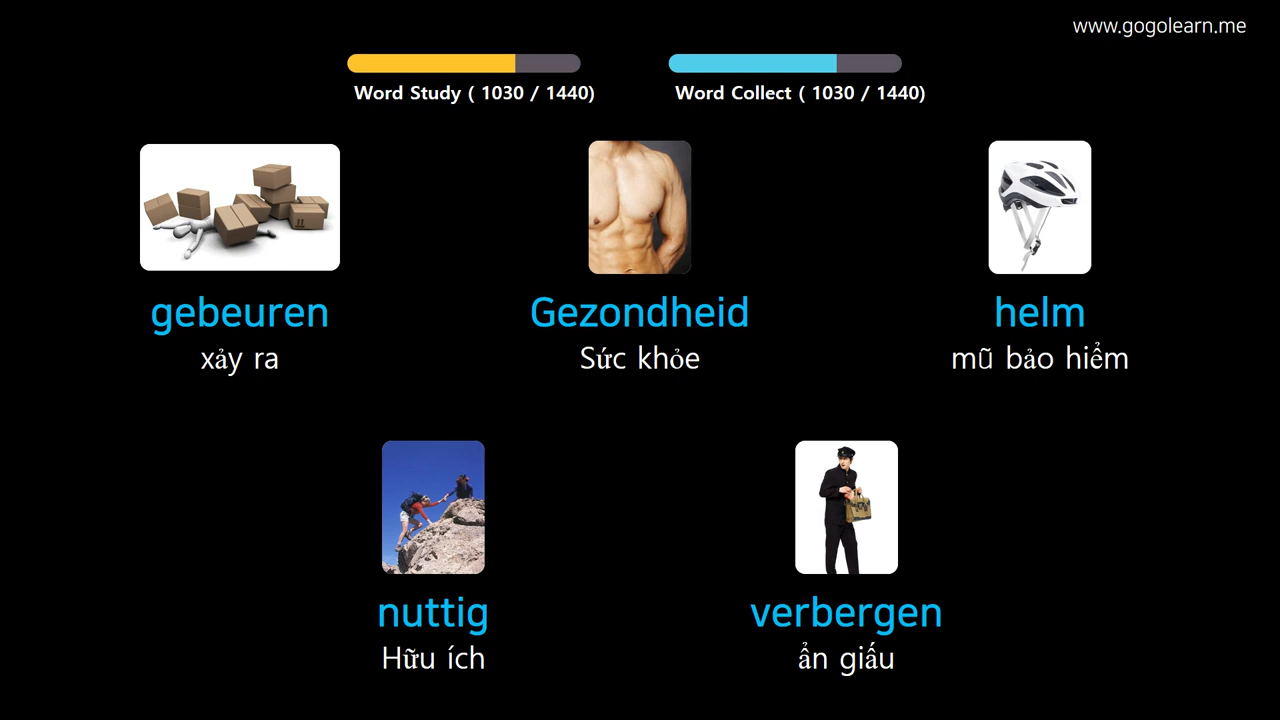 www.gogolearn.me
Word Study ( 1030 / 1440)
Word Collect ( 1030 / 1440)
gebeuren
xảy ra
Gezondheid
Sức khỏe
helm
mũ bảo hiểm
nuttig
Hữu ích
verbergen
ẩn giấu